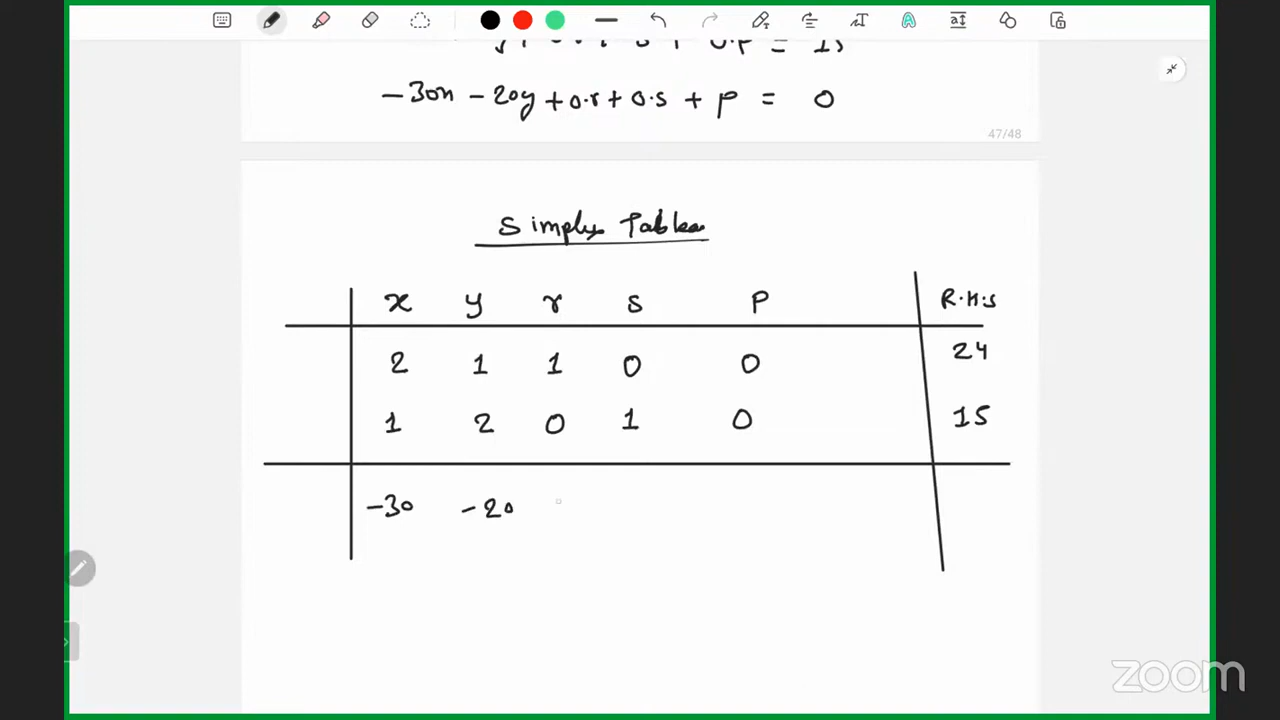 -30x - 20y + 0.r + 0.s + p = 0
47/48
Simplex Tables
x y r s P R.H.S
2 1 1 0 0 24
1 2 0 1 0 15
-30 -20
zoom